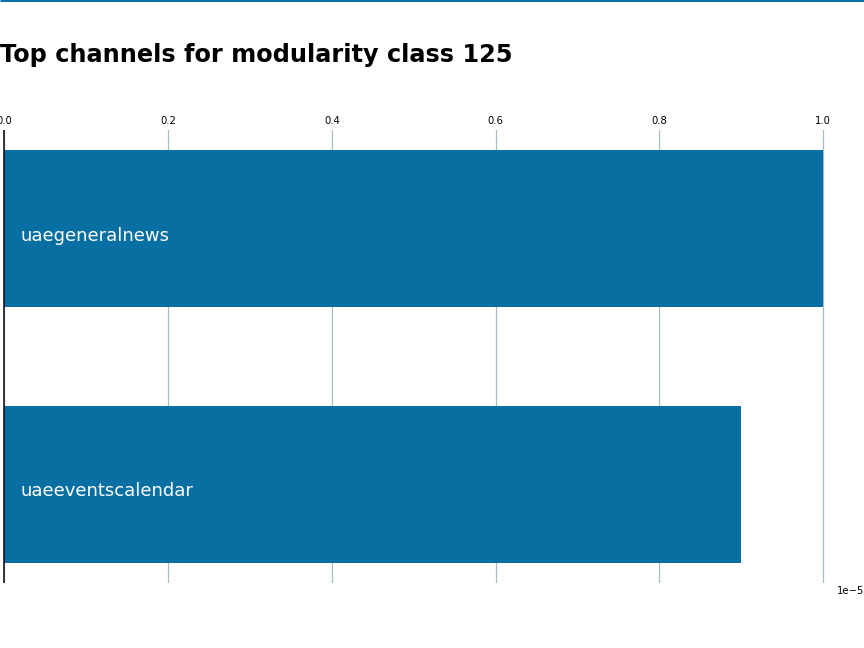 Top channels for modularity class 125
0.0 0.2 0.4 0.6 0.8 1.0
uaegeneralnews
uaeeventscalendar
1e−5